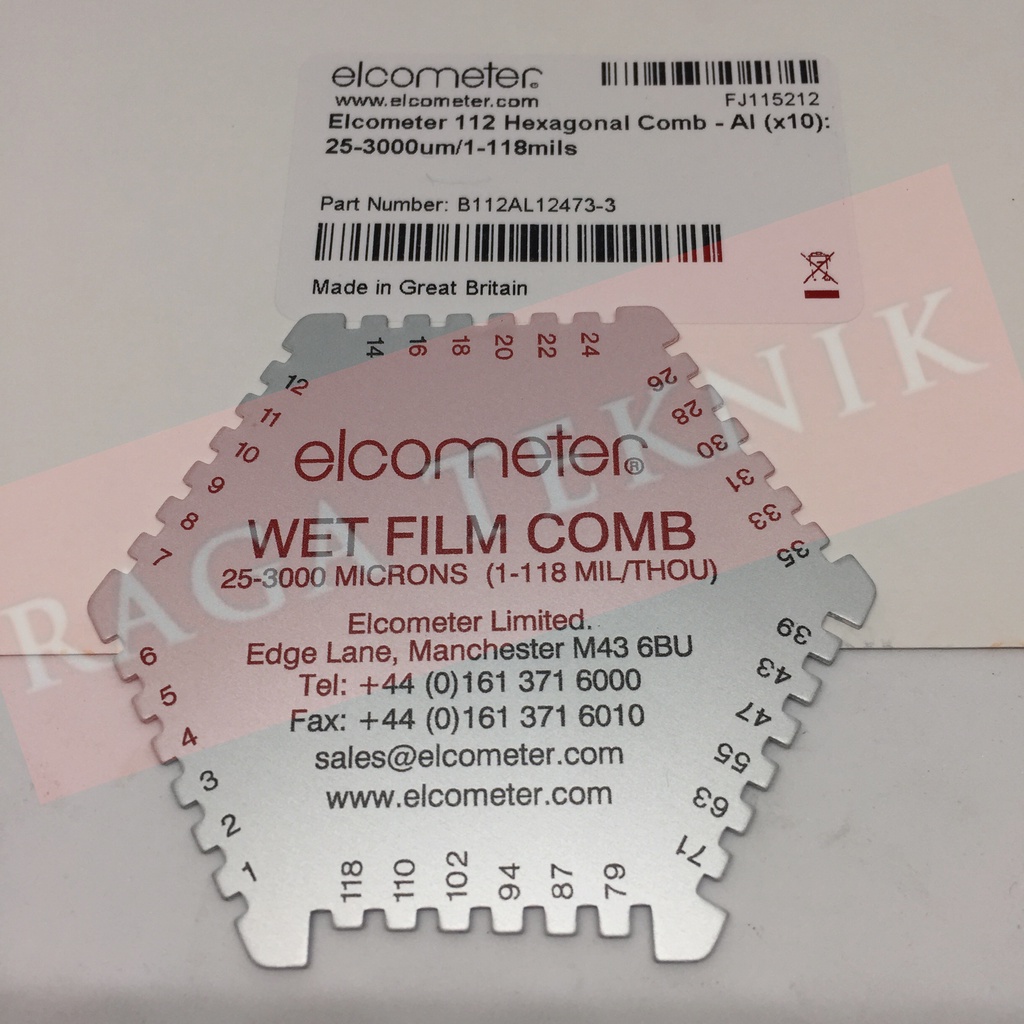 elcometer
www.elcometer.com
FJ115212
Elcometer 112 Hexagonal Comb - Al (x10):
25-3000um/1-118mils
Part Number: B112AL12473-3
Made in Great Britain
14 16 18 20 22 24
12
11
10
9
8
7
26
28
30
31
33
35
elcometer®
WET FILM COMB
25-3000 MICRONS (1-118 MIL/THOU)
Elcometer Limited.
Edge Lane, Manchester M43 6BU
Tel: +44 (0)161 371 6000
Fax: +44 (0)161 371 6010
sales@elcometer.com
www.elcometer.com
6
5
4
3
2
1
39
43
47
55
63
71
118 110 102 94 87 79
RAGA TEKNIK